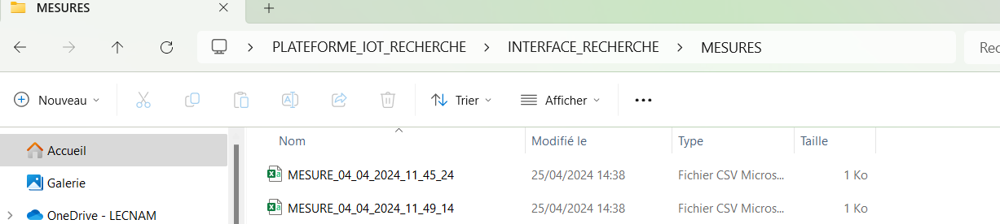 MESURES
PLATEFORME_IOT_RECHERCHE > INTERFACE_RECHERCHE > MESURES Rec
Nouveau Trier Afficher
Nom Modifié le Type Taille
Accueil
MESURE_04_04_2024_11_45_24 25/04/2024 14:38 Fichier CSV Micros... 1 Ko
Galerie
MESURE_04_04_2024_11_49_14 25/04/2024 14:38 Fichier CSV Micros... 1 Ko
OneDrive - LECNAM